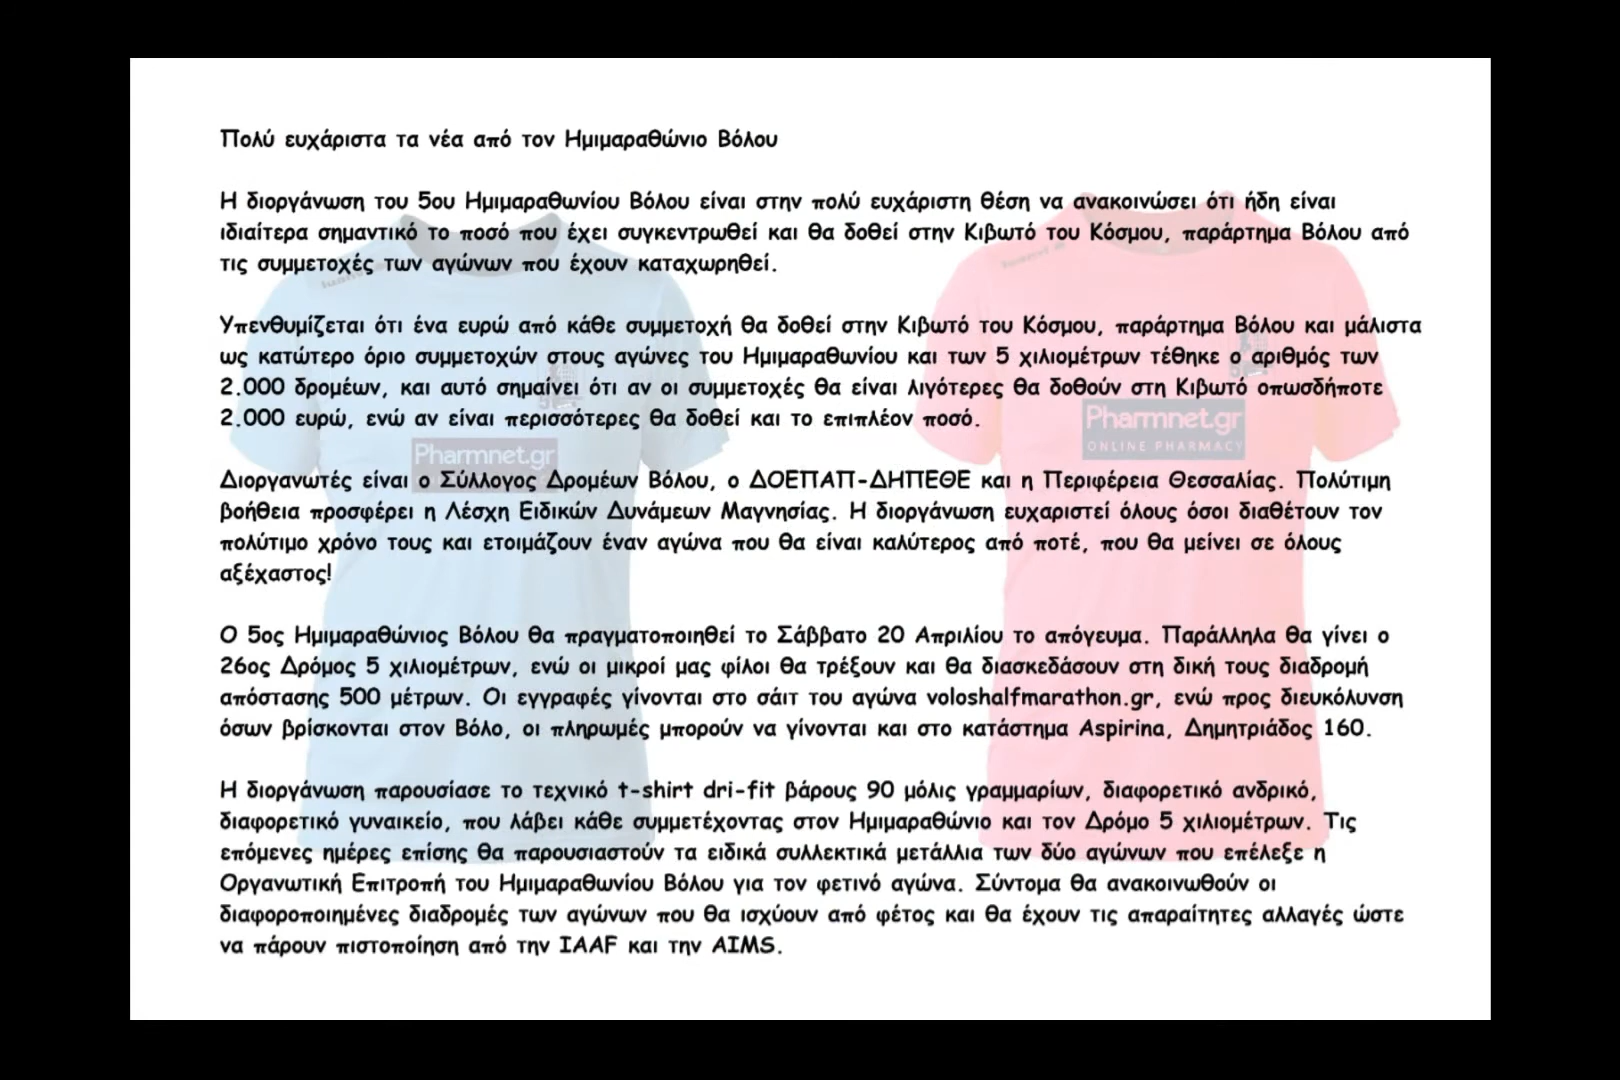 Πολύ ευχάριστα τα νέα από τον Ημιμαραθώνιο Βόλου
Η διοργάνωση του 5ου Ημιμαραθωνίου Βόλου είναι στην πολύ ευχάριστη θέση να ανακοινώσει ότι ήδη είναι
ιδιαίτερα σημαντικό το ποσό που έχει συγκεντρωθεί και θα δοθεί στην Κιβωτό του Κόσμου, παράρτημα Βόλου από
τις συμμετοχές των αγώνων που έχουν καταχωρηθεί.
Υπενθυμίζεται ότι ένα ευρώ από κάθε συμμετοχή θα δοθεί στην Κιβωτό του Κόσμου, παράρτημα Βόλου και μάλιστα
ως κατώτερο όριο συμμετοχών στους αγώνες του Ημιμαραθωνίου και των 5 χιλιομέτρων τέθηκε ο αριθμός των
2.000 δρομέων, και αυτό σημαίνει ότι αν οι συμμετοχές θα είναι λιγότερες θα δοθούν στη Κιβωτό οπωσδήποτε
2.000 ευρώ, ενώ αν είναι περισσότερες θα δοθεί και το επιπλέον ποσό.
Pharmnet.gr
Pharmnet.gr
ONLINE PHARMACY
Διοργανωτές είναι ο Σύλλογος Δρομέων Βόλου, ο ΔΟΕΠΑΠ-ΔΗΠΕΘΕ και η Περιφέρεια Θεσσαλίας. Πολύτιμη
βοήθεια προσφέρει η Λέσχη Ειδικών Δυνάμεων Μαγνησίας. Η διοργάνωση ευχαριστεί όλους όσοι διαθέτουν τον
πολύτιμο χρόνο τους και ετοιμάζουν έναν αγώνα που θα είναι καλύτερος από ποτέ, που θα μείνει σε όλους
αξέχαστος!
Ο 5ος Ημιμαραθώνιος Βόλου θα πραγματοποιηθεί το Σάββατο 20 Απριλίου το απόγευμα. Παράλληλα θα γίνει ο
26ος Δρόμος 5 χιλιομέτρων, ενώ οι μικροί μας φίλοι θα τρέξουν και θα διασκεδάσουν στη δική τους διαδρομή
απόστασης 500 μέτρων. Οι εγγραφές γίνονται στο σάιτ του αγώνα voloshalfmarathon.gr, ενώ προς διευκόλυνση
όσων βρίσκονται στον Βόλο, οι πληρωμές μπορούν να γίνονται και στο κατάστημα Aspirina, Δημητριάδος 160.
Η διοργάνωση παρουσίασε το τεχνικό t-shirt dri-fit βάρους 90 μόλις γραμμαρίων, διαφορετικό ανδρικό,
διαφορετικό γυναικείο, που λάβει κάθε συμμετέχοντας στον Ημιμαραθώνιο και τον Δρόμο 5 χιλιομέτρων. Τις
επόμενες ημέρες επίσης θα παρουσιαστούν τα ειδικά συλλεκτικά μετάλλια των δύο αγώνων που επέλεξε η
Οργανωτική Επιτροπή του Ημιμαραθωνίου Βόλου για τον φετινό αγώνα. Σύντομα θα ανακοινωθούν οι
διαφοροποιημένες διαδρομές των αγώνων που θα ισχύουν από φέτος και θα έχουν τις απαραίτητες αλλαγές ώστε
να πάρουν πιστοποίηση από την IAAF και την AIMS.